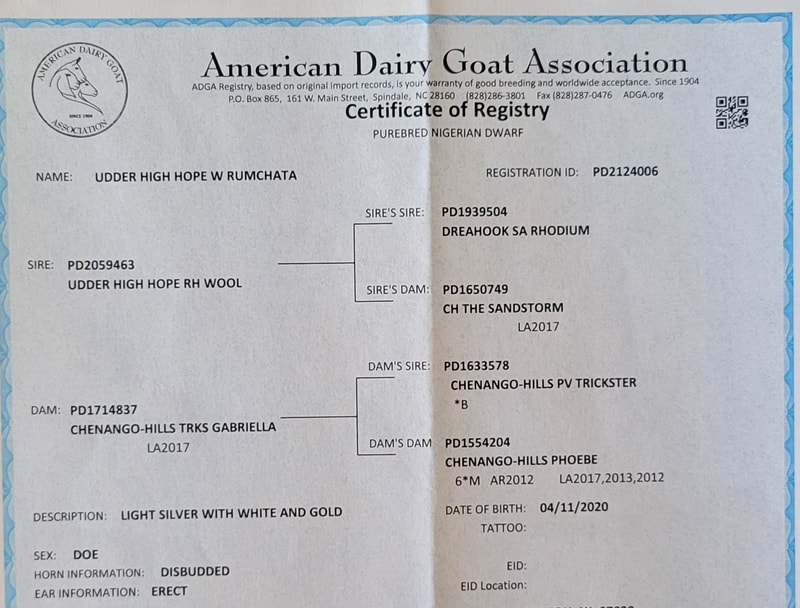 AMERICAN DAIRY GOAT
ASSOCIATION
SINCE 1904
American Dairy Goat Association
ADGA Registry, based on original import records, is your warranty of good breeding and worldwide acceptance. Since 1904
P.O. Box 865, 161 W. Main Street, Spindale, NC 28160 (828)286-3801 Fax (828)287-0476 ADGA.org
Certificate of Registry
PUREBRED NIGERIAN DWARF
NAME: UDDER HIGH HOPE W RUMCHATA
REGISTRATION ID: PD2124006
SIRE'S SIRE: PD1939504
DREAHOOK SA RHODIUM
SIRE: PD2059463
UDDER HIGH HOPE RH WOOL
SIRE'S DAM: PD1650749
CH THE SANDSTORM
LA2017
DAM'S SIRE: PD1633578
CHENANGO-HILLS PV TRICKSTER
*B
DAM: PD1714837
CHENANGO-HILLS TRKS GABRIELLA
LA2017
DAM'S DAM PD1554204
CHENANGO-HILLS PHOEBE
6*M AR2012 LA2017,2013,2012
DESCRIPTION: LIGHT SILVER WITH WHITE AND GOLD
DATE OF BIRTH: 04/11/2020
TATTOO:
SEX: DOE
HORN INFORMATION: DISBUDDED
EAR INFORMATION: ERECT
EID:
EID Location: